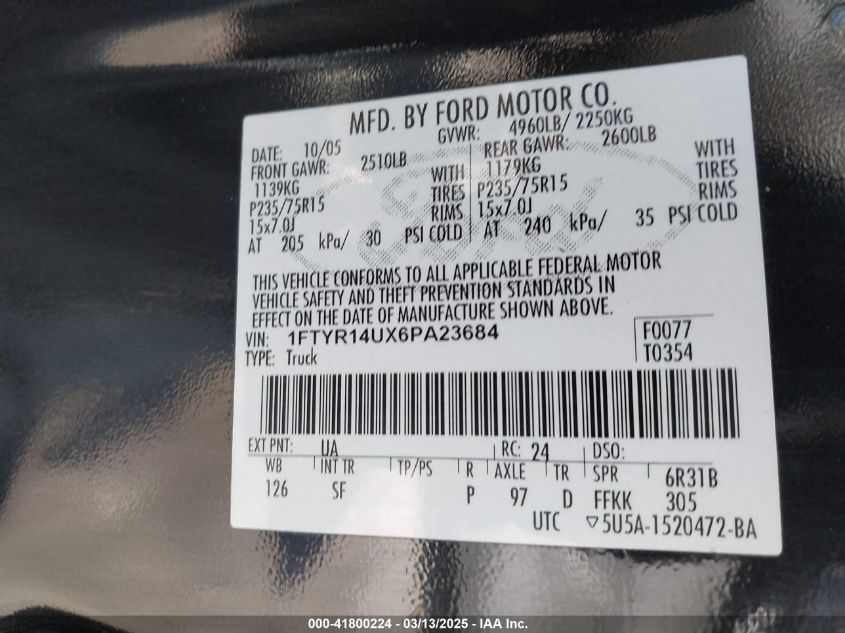 MFD. BY FORD MOTOR CO.
DATE: 10/05 GVWR: 4960LB/ 2250KG
FRONT GAWR: 2510LB REAR GAWR: 2600LB
1139KG WITH 1179KG WITH
P235/75R15 TIRES P235/75R15 TIRES
15x7.0J RIMS 15x7.0J RIMS
AT 205 kPa/ 30 PSI COLD AT 240 kPa/ 35 PSI COLD
THIS VEHICLE CONFORMS TO ALL APPLICABLE FEDERAL MOTOR
VEHICLE SAFETY AND THEFT PREVENTION STANDARDS IN
EFFECT ON THE DATE OF MANUFACTURE SHOWN ABOVE.
VIN: 1FTYR14UX6PA23684 F0077
TYPE: Truck T0354
EXT PNT: UA RC: 24 DSO:
WB INT TR TP/PS R AXLE TR SPR 6R31B
126 SF P 97 D FFKK 305
UTC ▽5U5A-1520472-BA
000-41800224 - 03/13/2025 - IAA Inc.